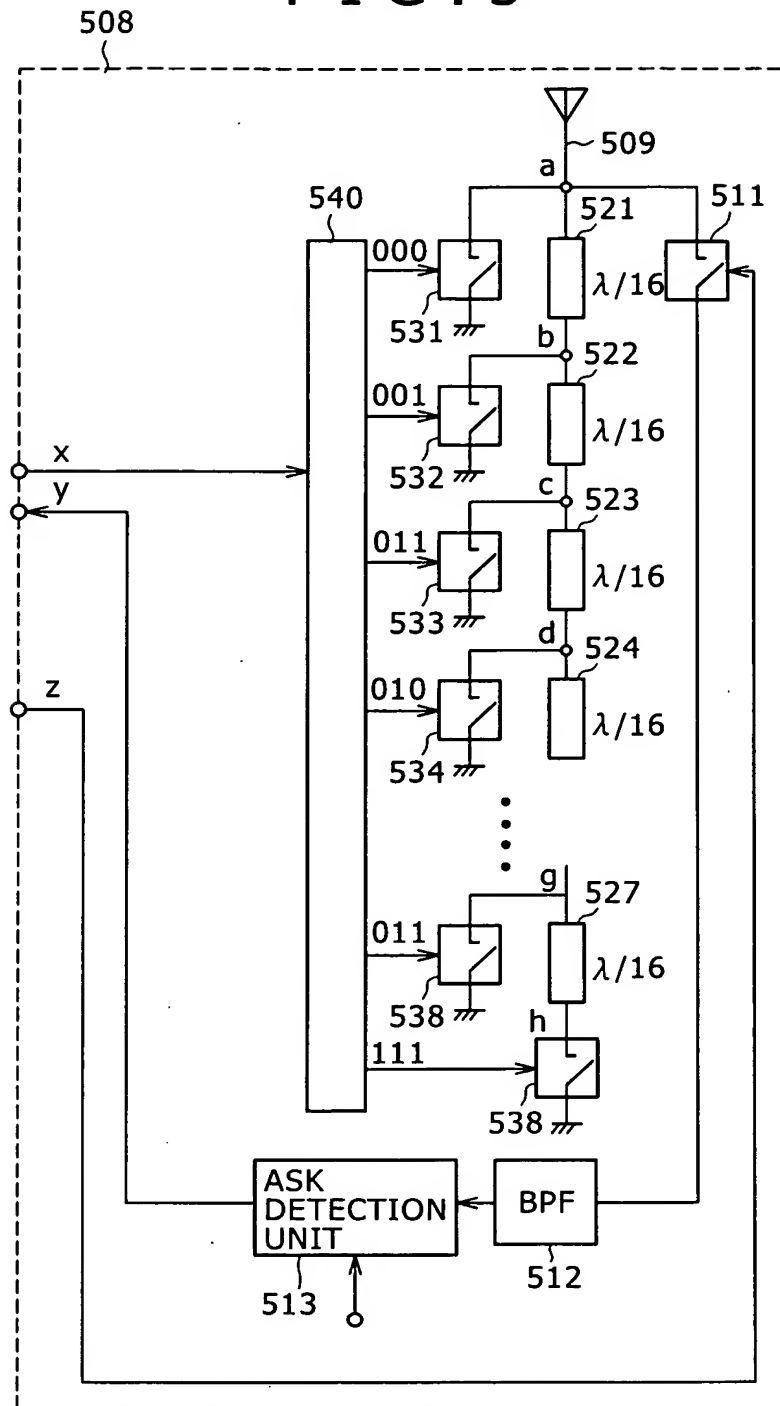 508
509
a
540
521
511
000
λ/16
531
b
522
001
λ/16
x
532
y
c
523
011
λ/16
533
d
524
z
010
λ/16
534
g
527
011
λ/16
538
h
111
538
ASK
DETECTION
UNIT
BPF
513
512